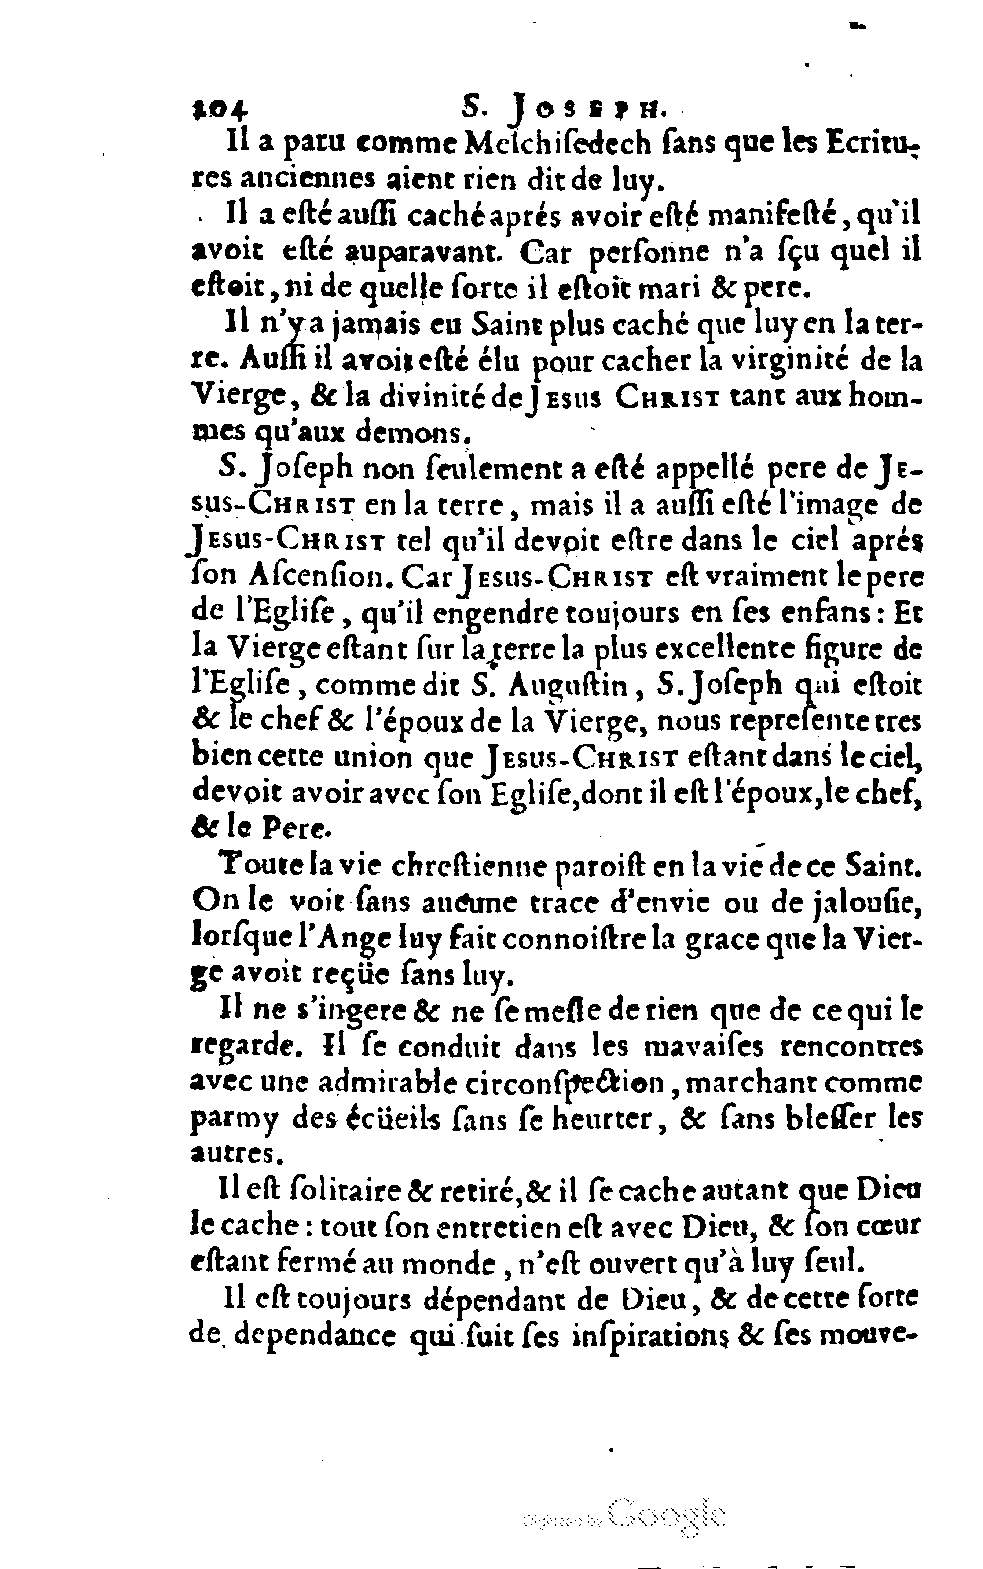 204 S. JOSEPH.
Il a paru comme Melchiſedech ſans que les Ecritu-
res anciennes aient rien dit de luy.
Il a eſté auſſi caché aprés avoir eſté manifeſté, qu'il
avoit eſté auparavant. Car perſonne n'a ſçu quel il
eſtoit, ni de quelle ſorte il eſtoit mari & pere.
Il n'y a jamais eu Saint plus caché que luy en la ter-
re. Auſſi il avoit eſté élu pour cacher la virginité de la
Vierge, & la divinité de JESUS CHRIST tant aux hom-
mes qu'aux demons.
S. Joſeph non ſeulement a eſté appellé pere de JE-
SUS-CHRIST en la terre, mais il a auſſi eſté l'image de
JESUS-CHRIST tel qu'il devoit eſtre dans le ciel aprés
ſon Aſcenſion. Car JESUS-CHRIST eſt vraiment le pere
de l'Egliſe, qu'il engendre toujours en ſes enfans: Et
la Vierge eſtant ſur la terre la plus excellente figure de
l'Egliſe, comme dit S. Auguſtin, S. Joſeph qui eſtoit
& le chef & l'époux de la Vierge, nous repreſente tres
bien cette union que JESUS-CHRIST eſtant dans le ciel,
devoit avoir avec ſon Egliſe, dont il eſt l'époux, le chef,
& le Pere.
Toute la vie chreſtienne paroiſt en la vie de ce Saint.
On le voit ſans aucune trace d'envie ou de jalouſie,
lorſque l'Ange luy fait connoiſtre la grace que la Vier-
ge avoit reçüe ſans luy.
Il ne s'ingere & ne ſe meſle de rien que de ce qui le
regarde. Il ſe conduit dans les mavaiſes rencontres
avec une admirable circonſpection, marchant comme
parmy des écüeils ſans ſe heurter, & ſans bleſſer les
autres.
Il eſt ſolitaire & retiré, & il ſe cache autant que Dieu
le cache: tout ſon entretien eſt avec Dieu, & ſon cœur
eſtant fermé au monde, n'eſt ouvert qu'à luy ſeul.
Il eſt toujours dépendant de Dieu, & de cette ſorte
de dependance qui ſuit ſes inſpirations & ſes mouve-
Digitized by Google